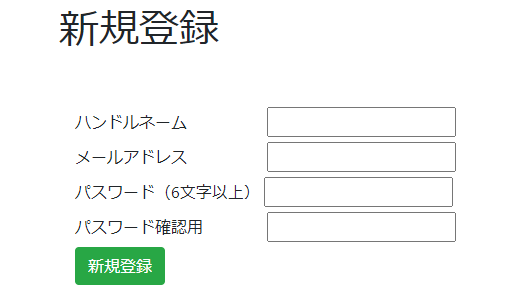 新規登録
ハンドルネーム
メールアドレス
パスワード（6文字以上）
パスワード確認用
新規登録